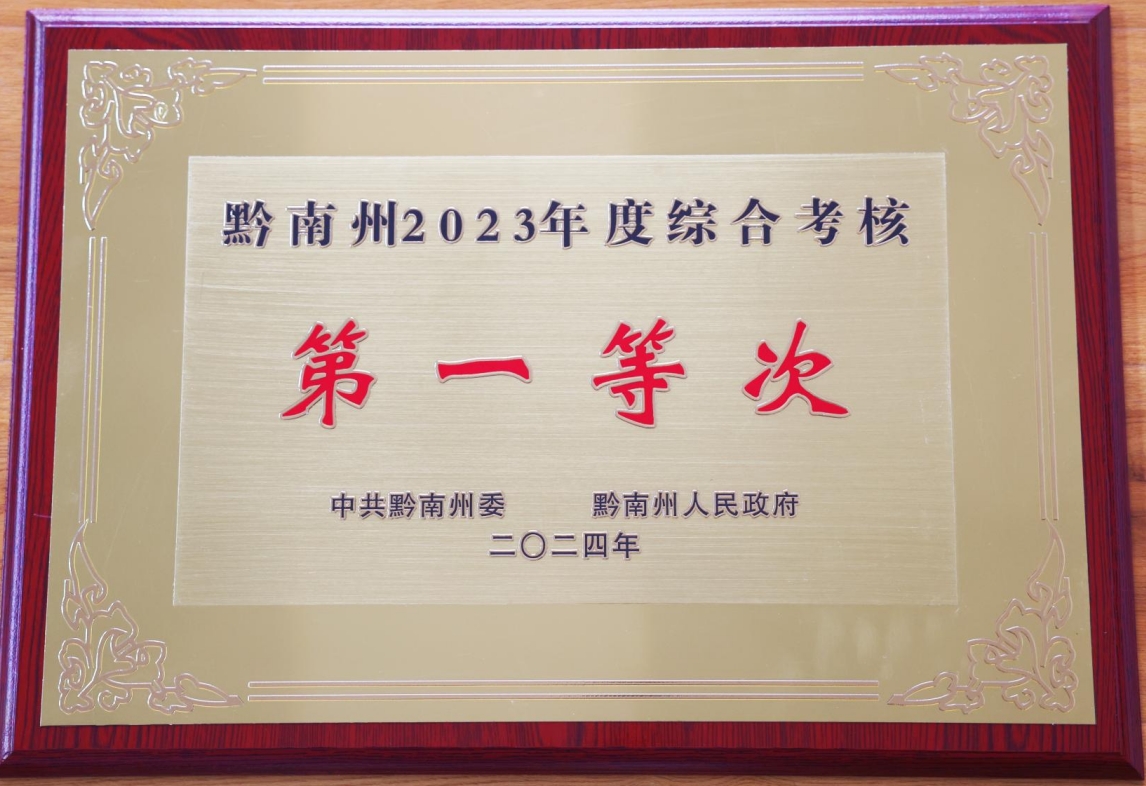 黔南州2023年度综合考核
第一等次
中共黔南州委 黔南州人民政府
二〇二四年